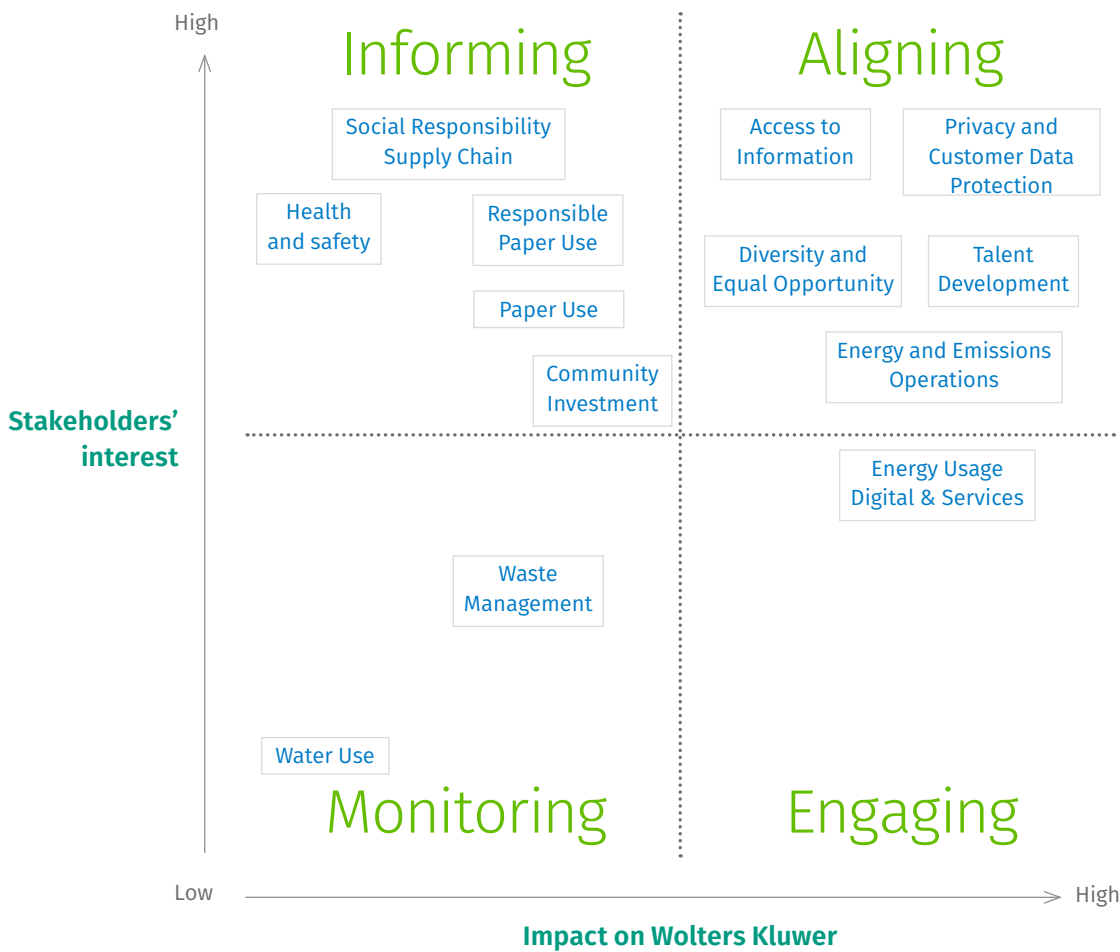 High
Informing
Aligning
Social Responsibility
Supply Chain
Access to
Information
Privacy and
Customer Data
Protection
Health
and safety
Responsible
Paper Use
Diversity and
Equal Opportunity
Talent
Development
Paper Use
Energy and Emissions
Operations
Community
Investment
Stakeholders’
interest
Energy Usage
Digital & Services
Waste
Management
Water Use
Monitoring
Engaging
Low
High
Impact on Wolters Kluwer